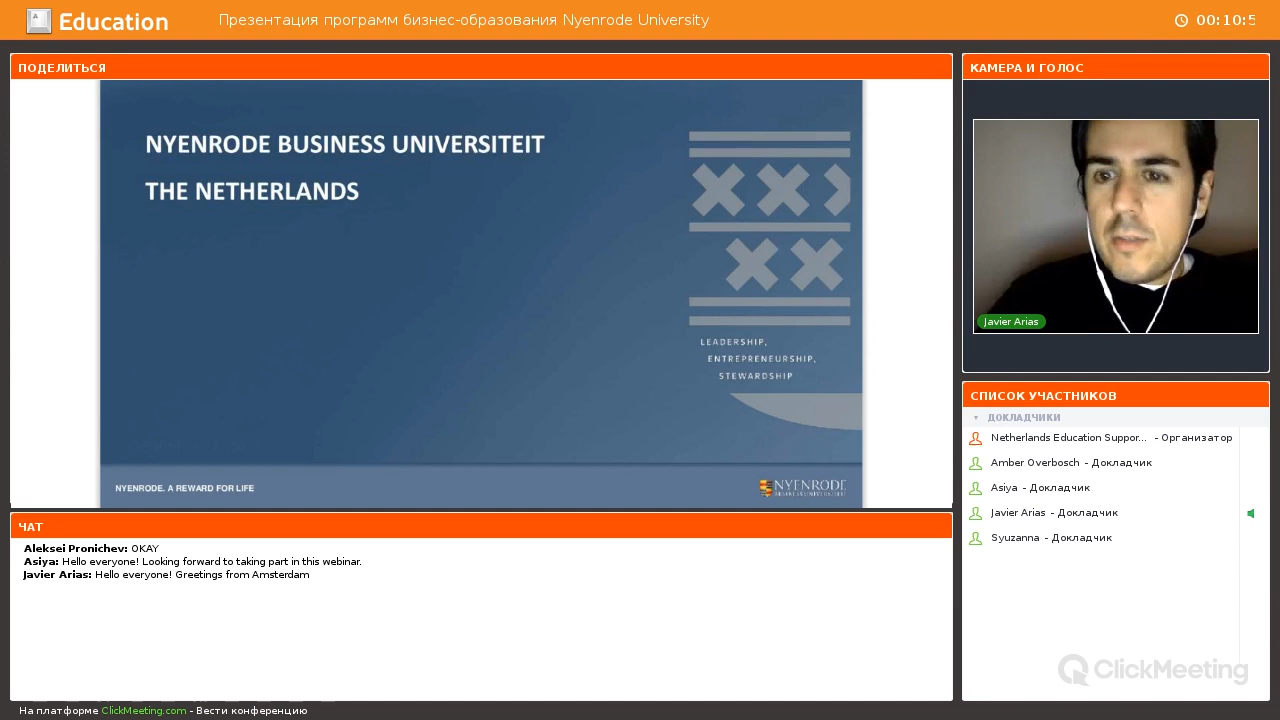 A Education
Презентация программ бизнес-образования Nyenrode University
00:10:5
ПОДЕЛИТЬСЯ
NYENRODE BUSINESS UNIVERSITEIT
THE NETHERLANDS
LEADERSHIP,
ENTREPRENEURSHIP,
STEWARDSHIP
NYENRODE. A REWARD FOR LIFE
NYENRODE
КАМЕРА И ГОЛОС
Javier Arias
СПИСОК УЧАСТНИКОВ
ДОКЛАДЧИКИ
Netherlands Education Suppor... - Организатор
Amber Overbosch - Докладчик
Asiya - Докладчик
Javier Arias - Докладчик
Syuzanna - Докладчик
ClickMeeting
ЧАТ
Aleksei Pronichev: OKAY
Asiya: Hello everyone! Looking forward to taking part in this webinar.
Javier Arias: Hello everyone! Greetings from Amsterdam
На платформе ClickMeeting.com - Вести конференцию